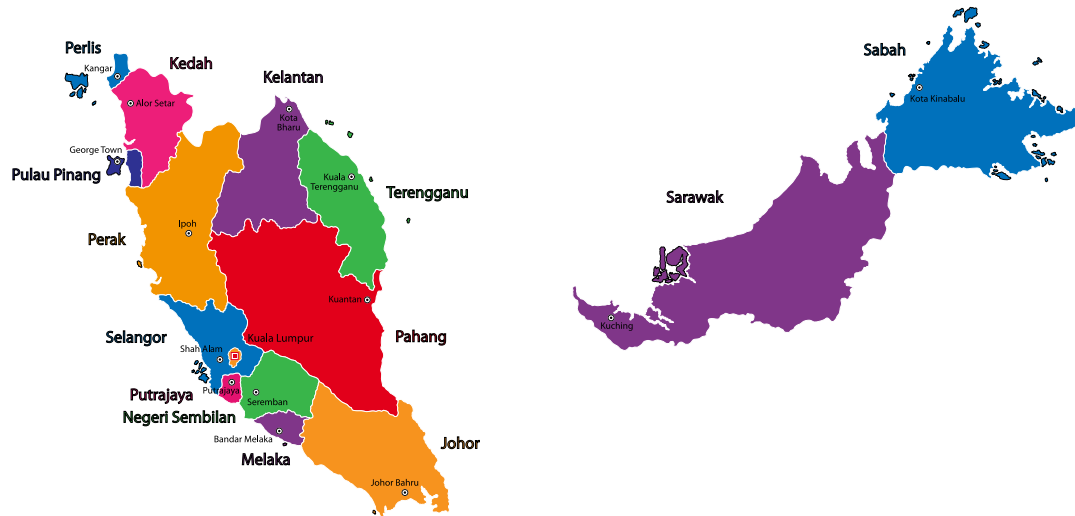 Perlis
Kangar
Kedah
Alor Setar
Kelantan
Kota
Bharu
George Town
Pulau Pinang
Kuala
Terengganu
Terengganu
Ipoh
Perak
Kuantan
Pahang
Selangor
Kuala Lumpur
Shah Alam
Putrajaya
Putrajaya
Negeri Sembilan
Seremban
Bandar Melaka
Melaka
Johor
Johor Bahru
Sabah
Kota Kinabalu
Sarawak
Kuching